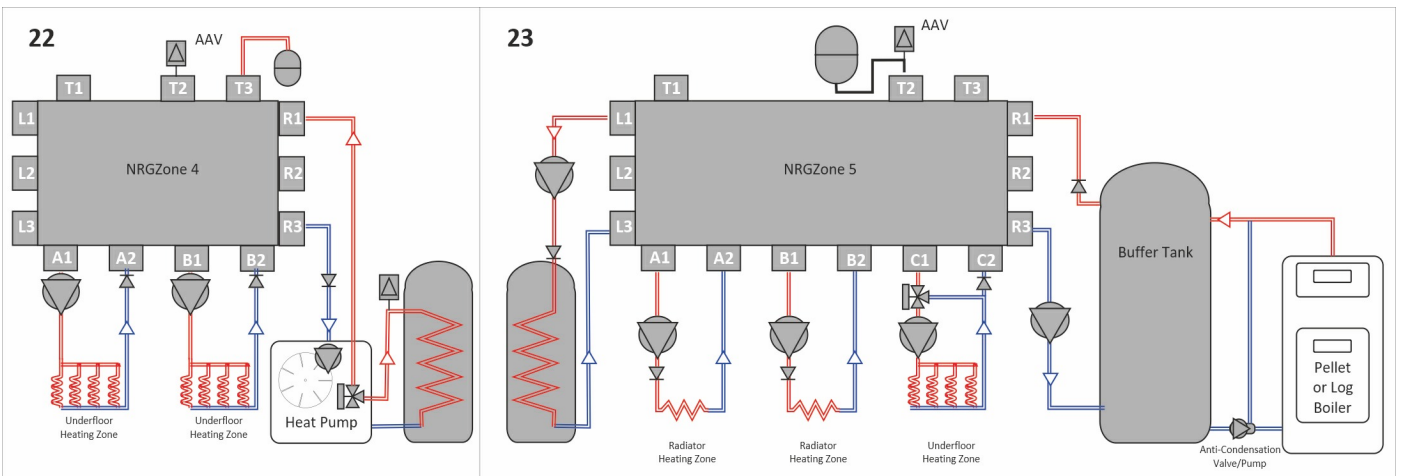 22
AAV
T1
T2
T3
L1
R1
L2
NRGZone 4
R2
L3
R3
A1
A2
B1
B2
Heat Pump
Underfloor
Heating Zone
Underfloor
Heating Zone
23
AAV
T1
T2
T3
L1
R1
L2
NRGZone 5
R2
L3
R3
A1
A2
B1
B2
C1
C2
Buffer Tank
Pellet
or Log
Boiler
Radiator
Heating Zone
Radiator
Heating Zone
Underfloor
Heating Zone
Anti-Condensation
Valve/Pump